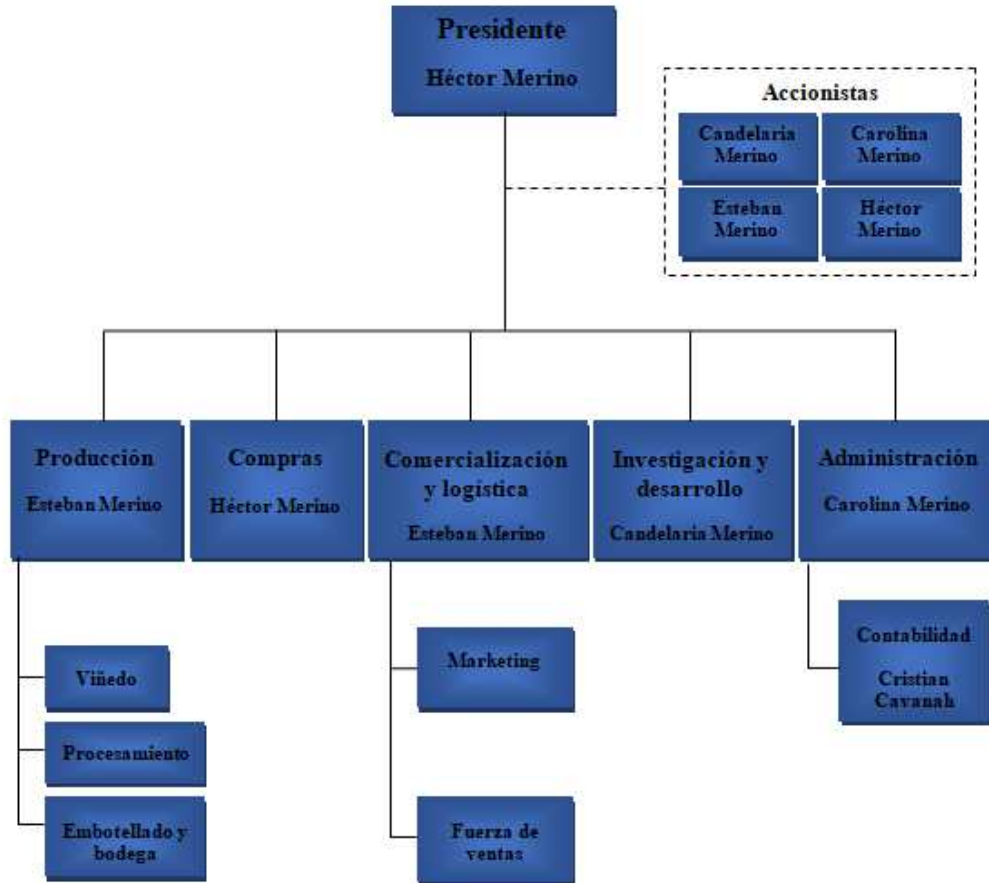 Presidente
Héctor Merino
Accionistas
Candelaria
Merino
Carolina
Merino
Esteban
Merino
Héctor
Merino
Producción
Esteban Merino
Compras
Héctor Merino
Comercialización
y logística
Esteban Merino
Investigación y
desarrollo
Candelaria Merino
Administración
Carolina Merino
Viñedo
Procesamiento
Embotellado y
bodega
Marketing
Fuerza de
ventas
Contabilidad
Cristian
Cavanah